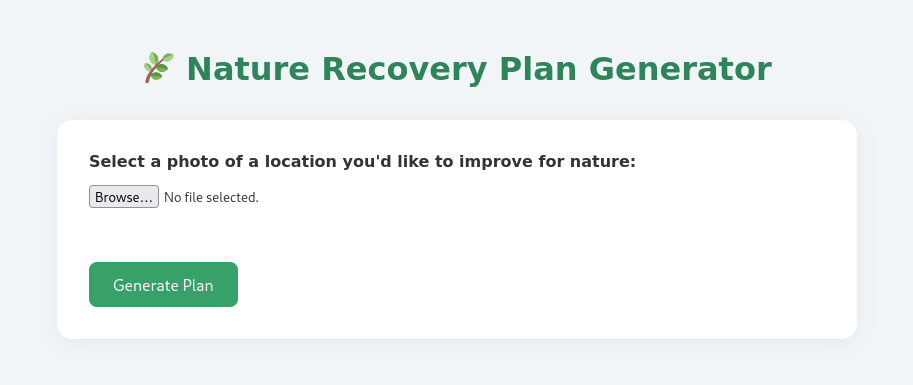 🌿 Nature Recovery Plan Generator
Select a photo of a location you'd like to improve for nature:
Browse... No file selected.
Generate Plan